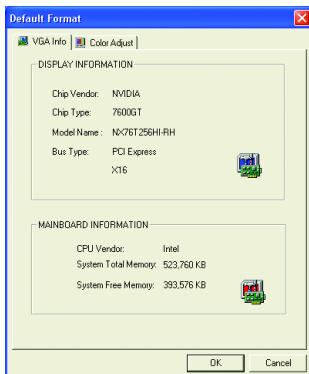 Default Format
VGA Info
Color Adjust
DISPLAY INFORMATION
Chip Vendor: NVIDIA
Chip Type: 7600GT
Model Name : NX76T256HI-RH
Bus Type: PCI Express
X16
MAINBOARD INFORMATION
CPU Vendor: Intel
System Total Memory: 523,760 KB
System Free Memory: 393,576 KB
OK
Cancel